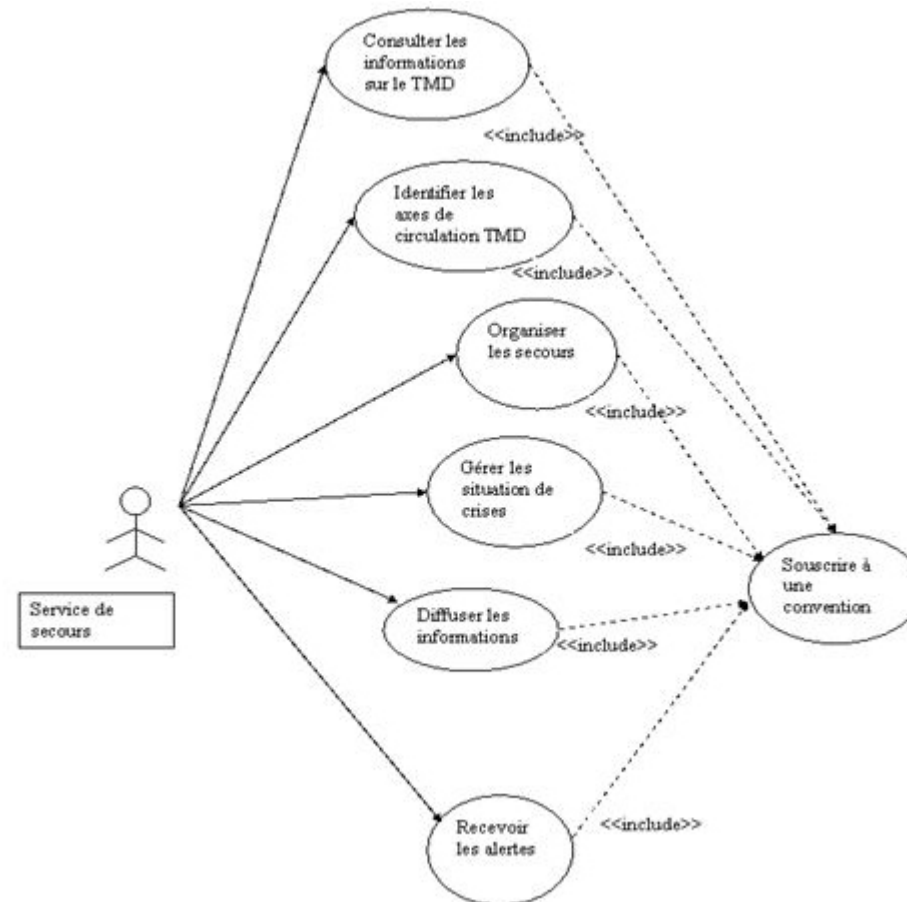 Consulter les
informations
sur le TMD
<<include>>
Identifier les
axes de
circulation TMD
<<include>>
Organiser
les secours
<<include>>
Gérer les
situation de
crises
<<include>>
Souscrire à
une
convention
Service de
secours
Diffuser les
informations
<<include>>
Recevoir
les alertes
<<include>>